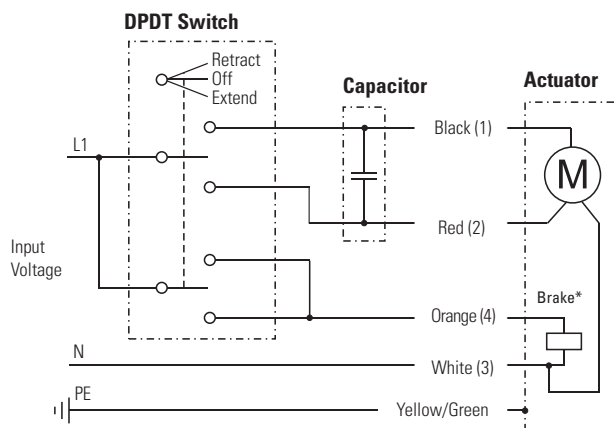 DPDT Switch
Retract
Off
Extend
Capacitor
Actuator
L1
Black (1)
M
Red (2)
Input
Voltage
Brake*
Orange (4)
N
White (3)
PE
Yellow/Green